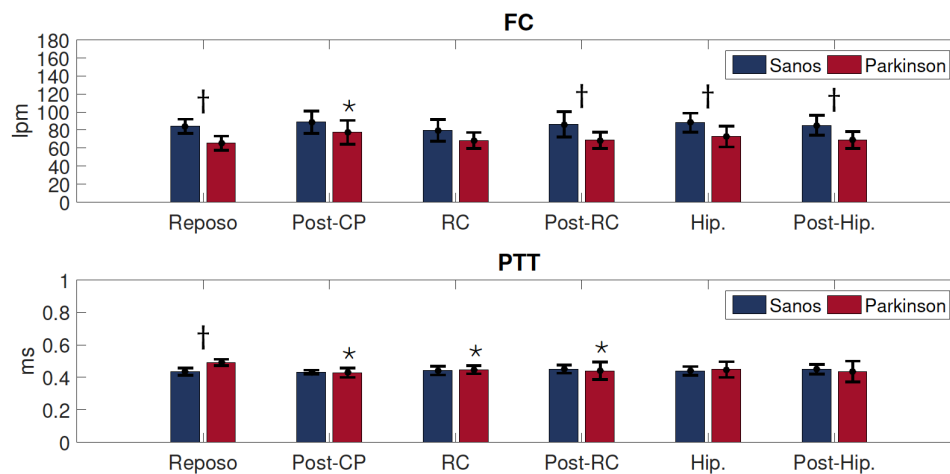 FC
180
160
140
120
100
80
60
40
20
0
lpm
Sanos
Parkinson
†
⋆
†
†
†
Reposo Post-CP RC Post-RC Hip. Post-Hip.
PTT
1
0.8
0.6
0.4
0.2
0
ms
Sanos
Parkinson
†
⋆
⋆
⋆
Reposo Post-CP RC Post-RC Hip. Post-Hip.